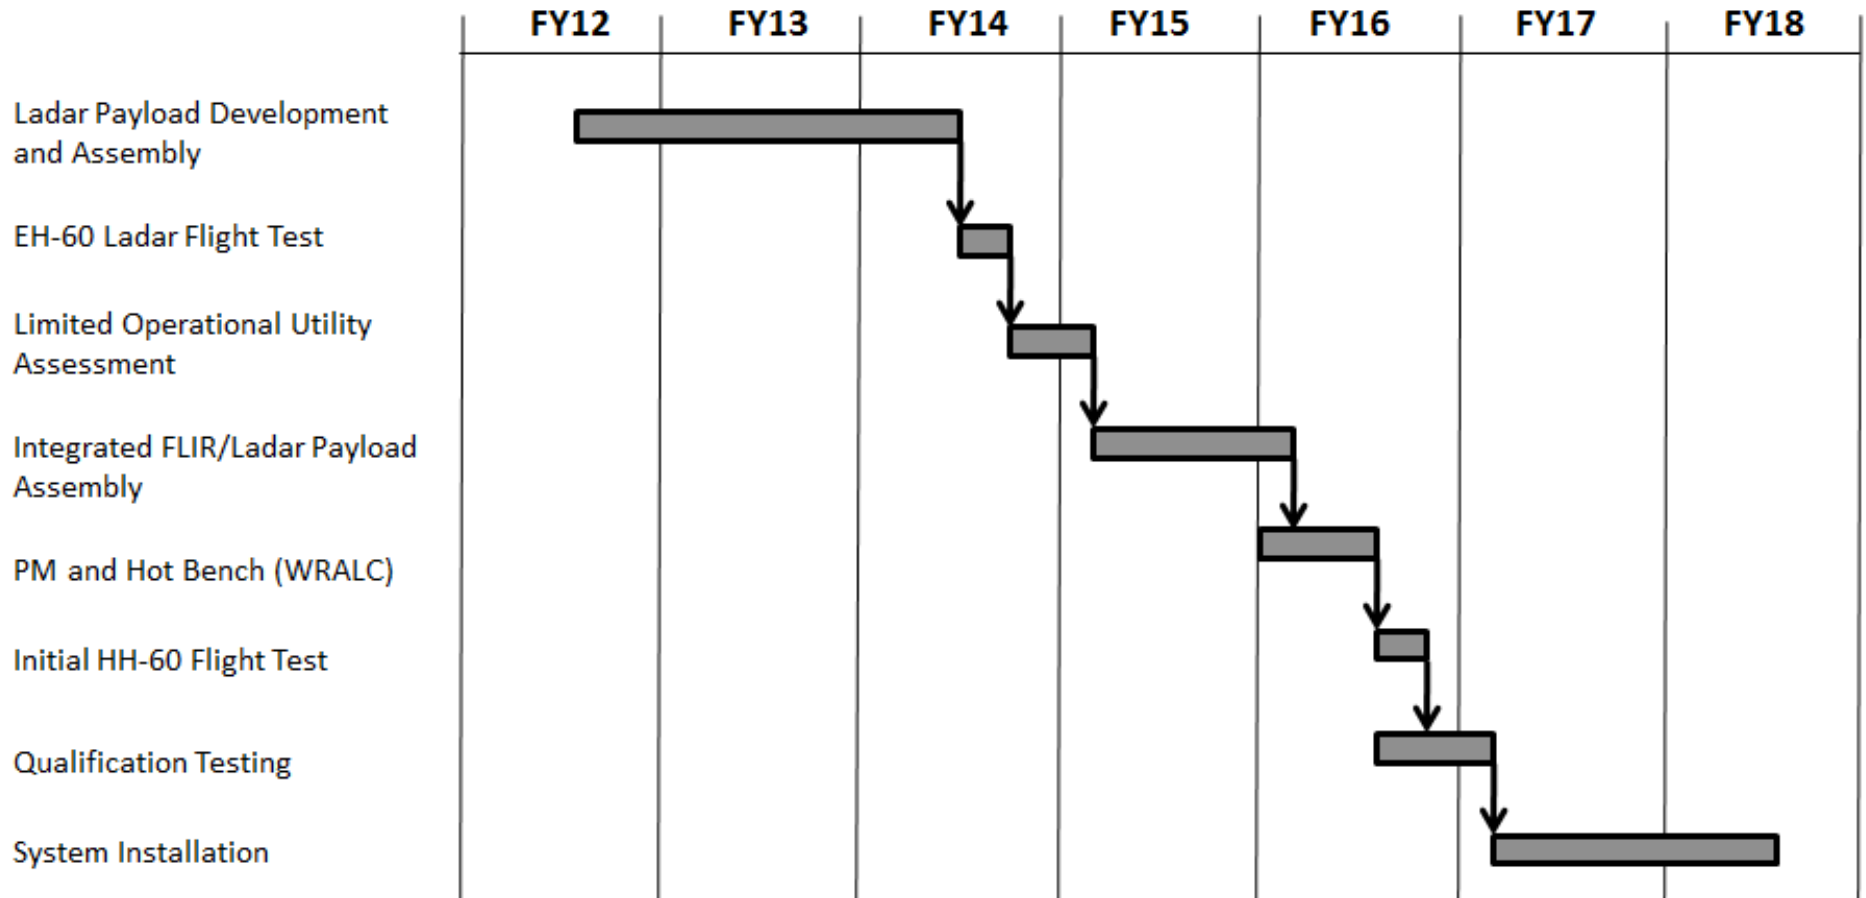 FY12 FY13 FY14 FY15 FY16 FY17 FY18
Ladar Payload Development
and Assembly
EH-60 Ladar Flight Test
Limited Operational Utility
Assessment
Integrated FLIR/Ladar Payload
Assembly
PM and Hot Bench (WRALC)
Initial HH-60 Flight Test
Qualification Testing
System Installation